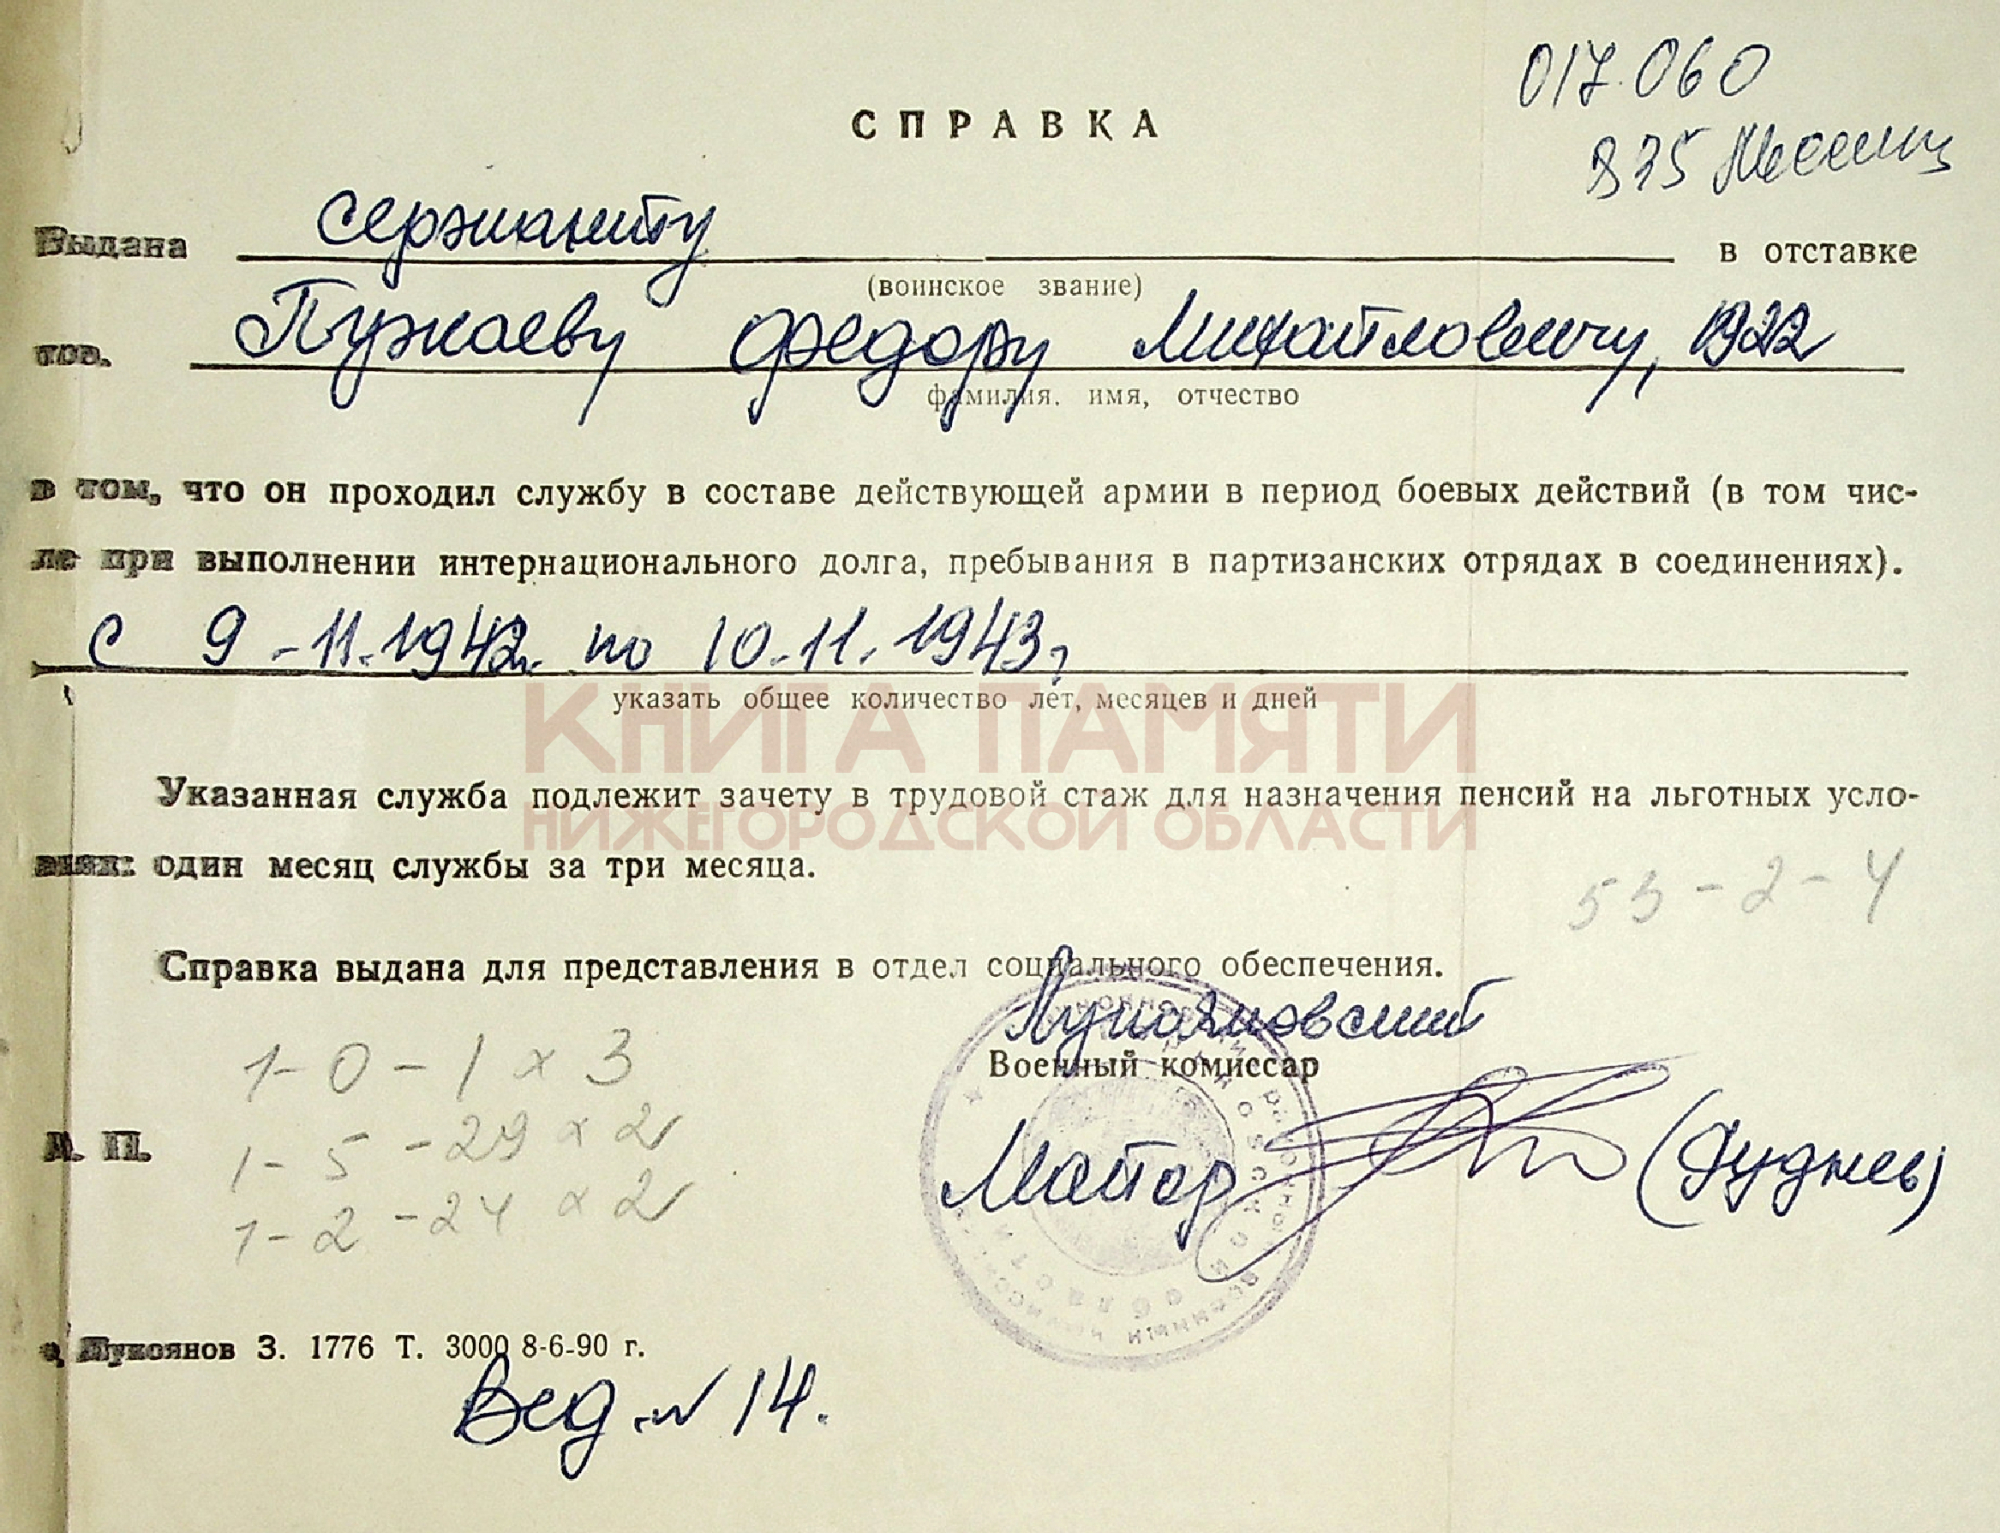 017.060
СПРАВКА
Выдана сержанту в отставке
(воинское звание)
тов. Пужаеву Федору Михайловичу, 1922
фамилия, имя, отчество
в том, что он проходил службу в составе действующей армии в период боевых действий (в том чис-
ле при выполнении интернационального долга, пребывания в партизанских отрядах в соединениях).
с 9-11.1942 по 10.11.1943г
указать общее количество лет, месяцев и дней
КНИГА ПАМЯТИ
НИЖЕГОРОДСКОЙ ОБЛАСТИ
Указанная служба подлежит зачету в трудовой стаж для назначения пенсий на льготных усло-
виях: один месяц службы за три месяца.
53-2-4
Справка выдана для представления в отдел социального обеспечения.
Лукояновский
Военный комиссар
1-0-1 x 3
1-5-29 x 2
М. П.
Майор (Дуднев)
1-2-24 x 2
Лукоянов З. 1776 Т. 3000 8-6-90 г.
Вед. № 14.